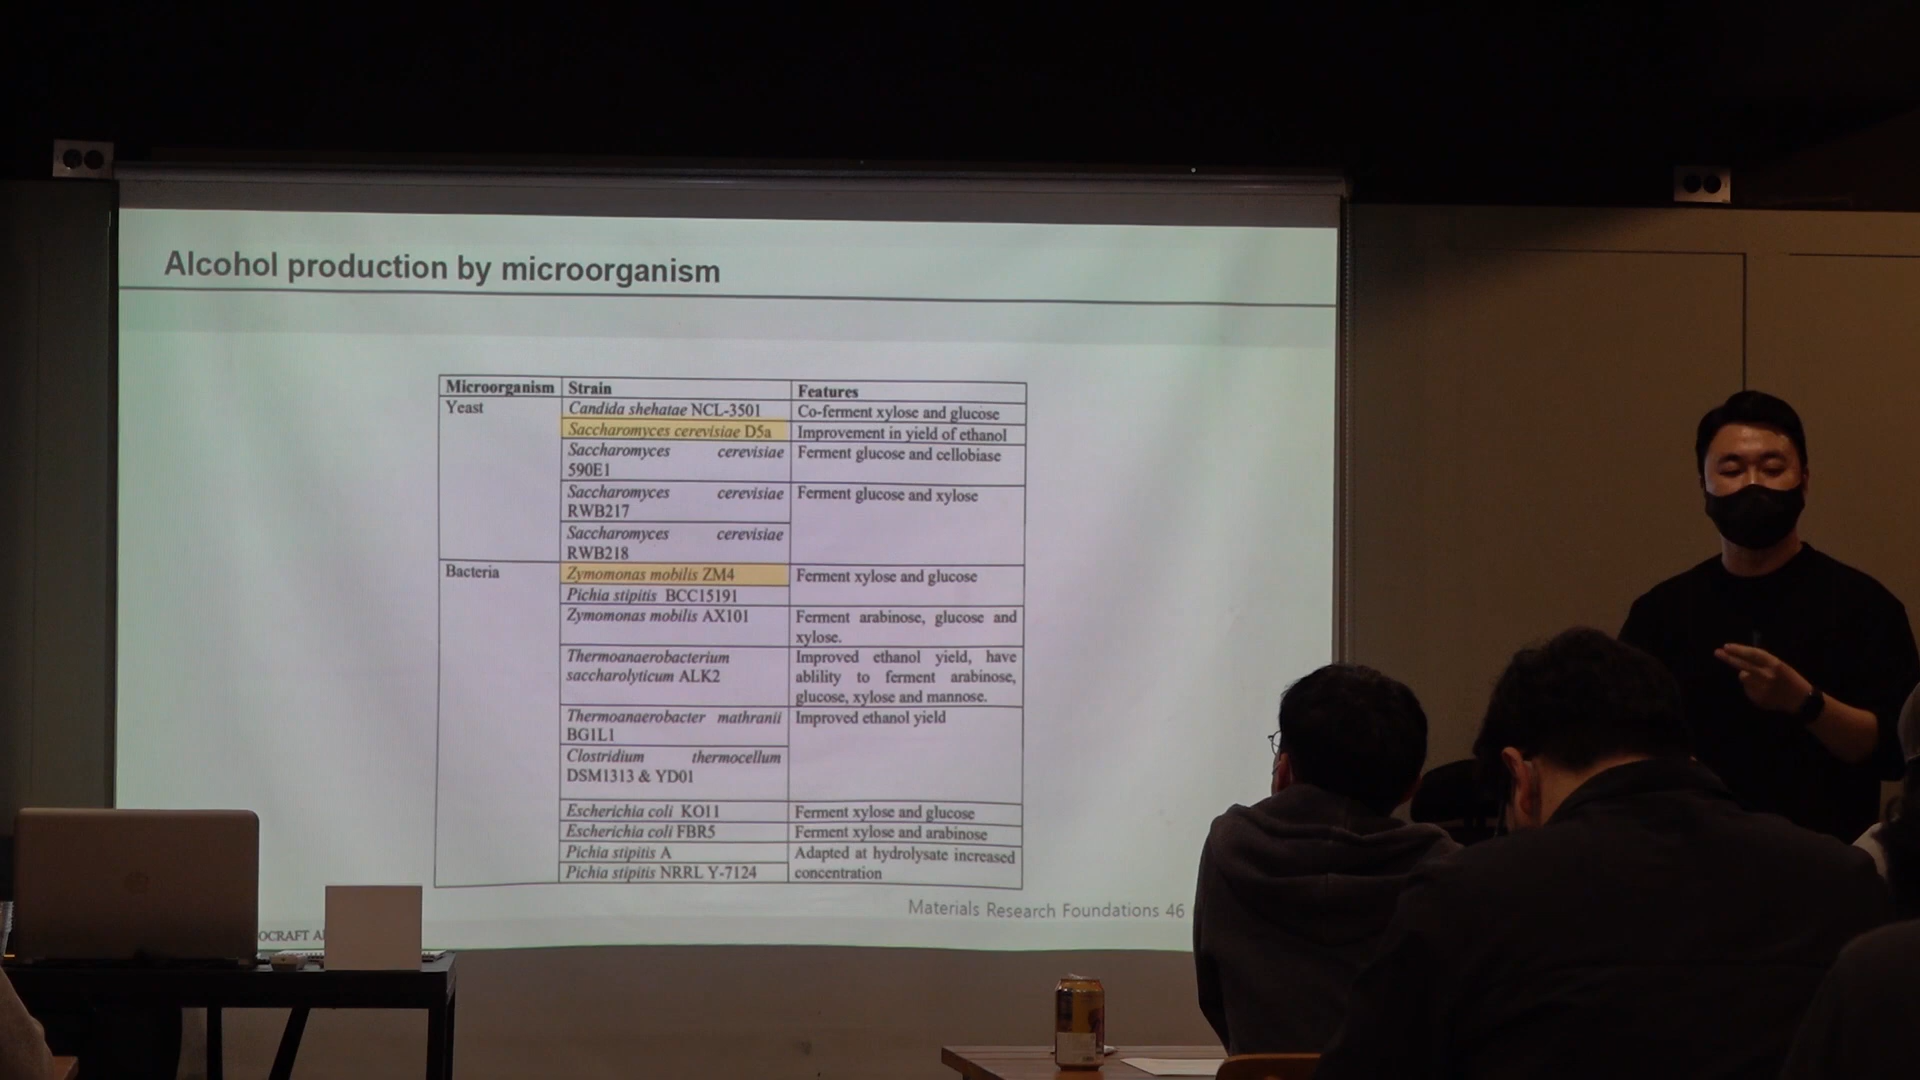 Alcohol production by microorganism
Microorganism Strain Features
Yeast Candida shehatae NCL-3501 Co-ferment xylose and glucose
Saccharomyces cerevisiae D5a Improvement in yield of ethanol
Saccharomyces cerevisiae Ferment glucose and cellobiase
590E1
Saccharomyces cerevisiae Ferment glucose and xylose
RWB217
Saccharomyces cerevisiae
RWB218
Bacteria Zymomonas mobilis ZM4 Ferment xylose and glucose
Pichia stipitis BCC15191
Zymomonas mobilis AX101 Ferment arabinose, glucose and
xylose.
Thermoanaerobacterium Improved ethanol yield, have
saccharolyticum ALK2 ablility to ferment arabinose,
glucose, xylose and mannose.
Thermoanaerobacter mathranii Improved ethanol yield
BG1L1
Clostridium thermocellum
DSM1313 & YD01
Escherichia coli KO11 Ferment xylose and glucose
Escherichia coli FBR5 Ferment xylose and arabinose
Pichia stipitis A Adapted at hydrolysate increased
Pichia stipitis NRRL Y-7124 concentration
Materials Research Foundations 46
OCRAFT